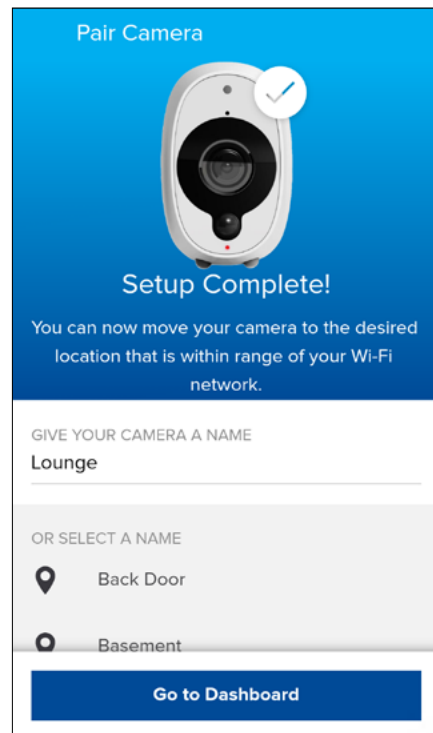 Pair Camera
Setup Complete!
You can now move your camera to the desired
location that is within range of your Wi-Fi
network.
GIVE YOUR CAMERA A NAME
Lounge
OR SELECT A NAME
Back Door
Basement
Go to Dashboard